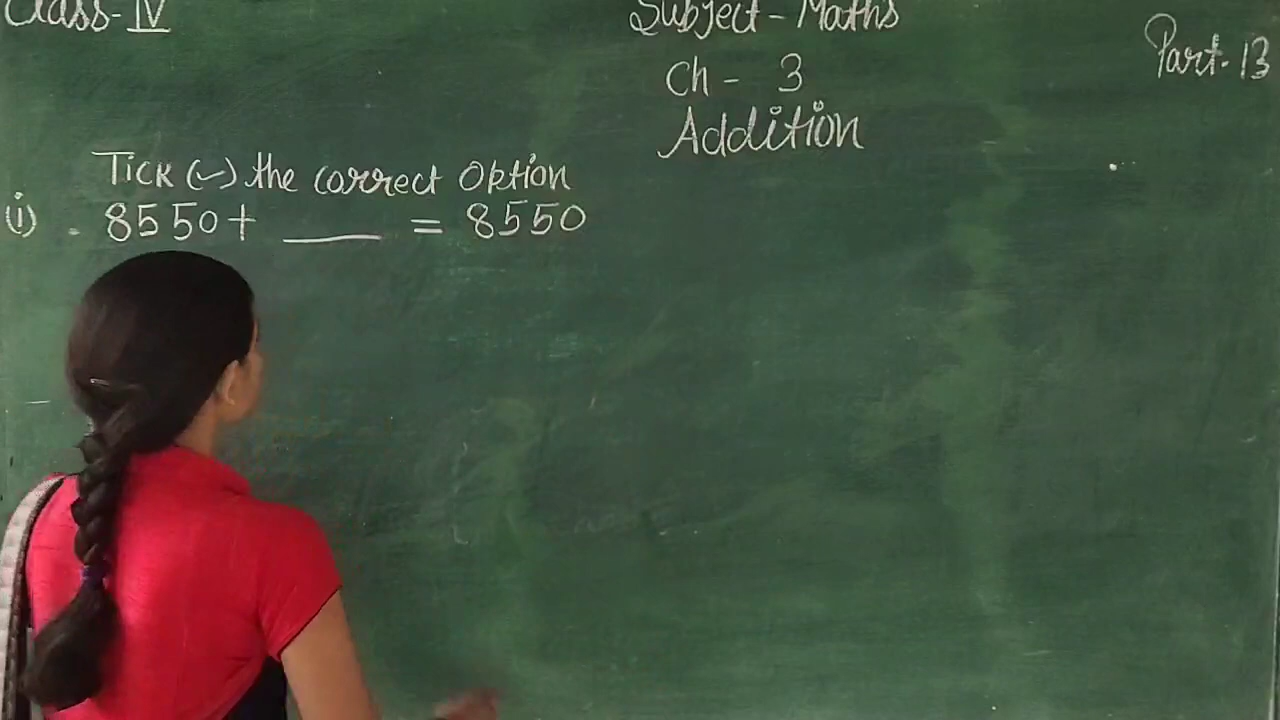 Class-IV
Subject - Maths
Part-13
Ch - 3
Addition
Tick (✓) the correct option
(i). 8550 + ____ = 8550